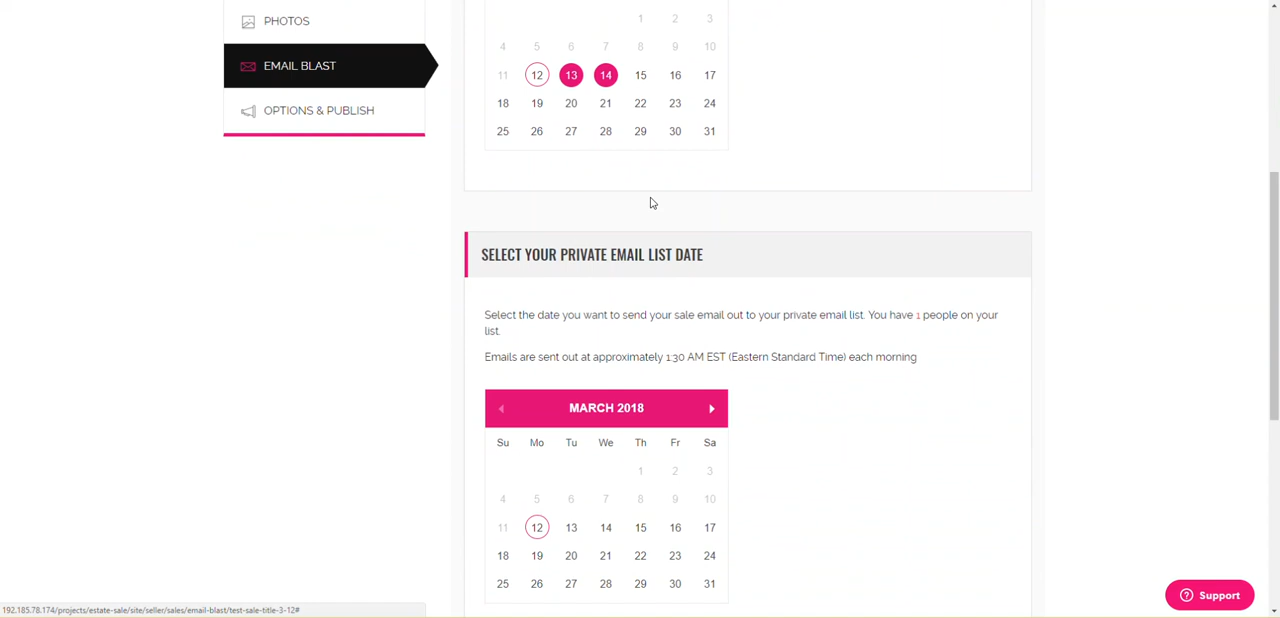 PHOTOS
EMAIL BLAST
OPTIONS & PUBLISH
1 2 3
4 5 6 7 8 9 10
11 12 13 14 15 16 17
18 19 20 21 22 23 24
25 26 27 28 29 30 31
SELECT YOUR PRIVATE EMAIL LIST DATE
Select the date you want to send your sale email out to your private email list. You have 1 people on your
list.
Emails are sent out at approximately 1:30 AM EST (Eastern Standard Time) each morning
MARCH 2018
Su Mo Tu We Th Fr Sa
1 2 3
4 5 6 7 8 9 10
11 12 13 14 15 16 17
18 19 20 21 22 23 24
25 26 27 28 29 30 31
Support
192.185.78.174/projects/estate-sale/site/seller/sales/email-blast/test-sale-title-3-12#